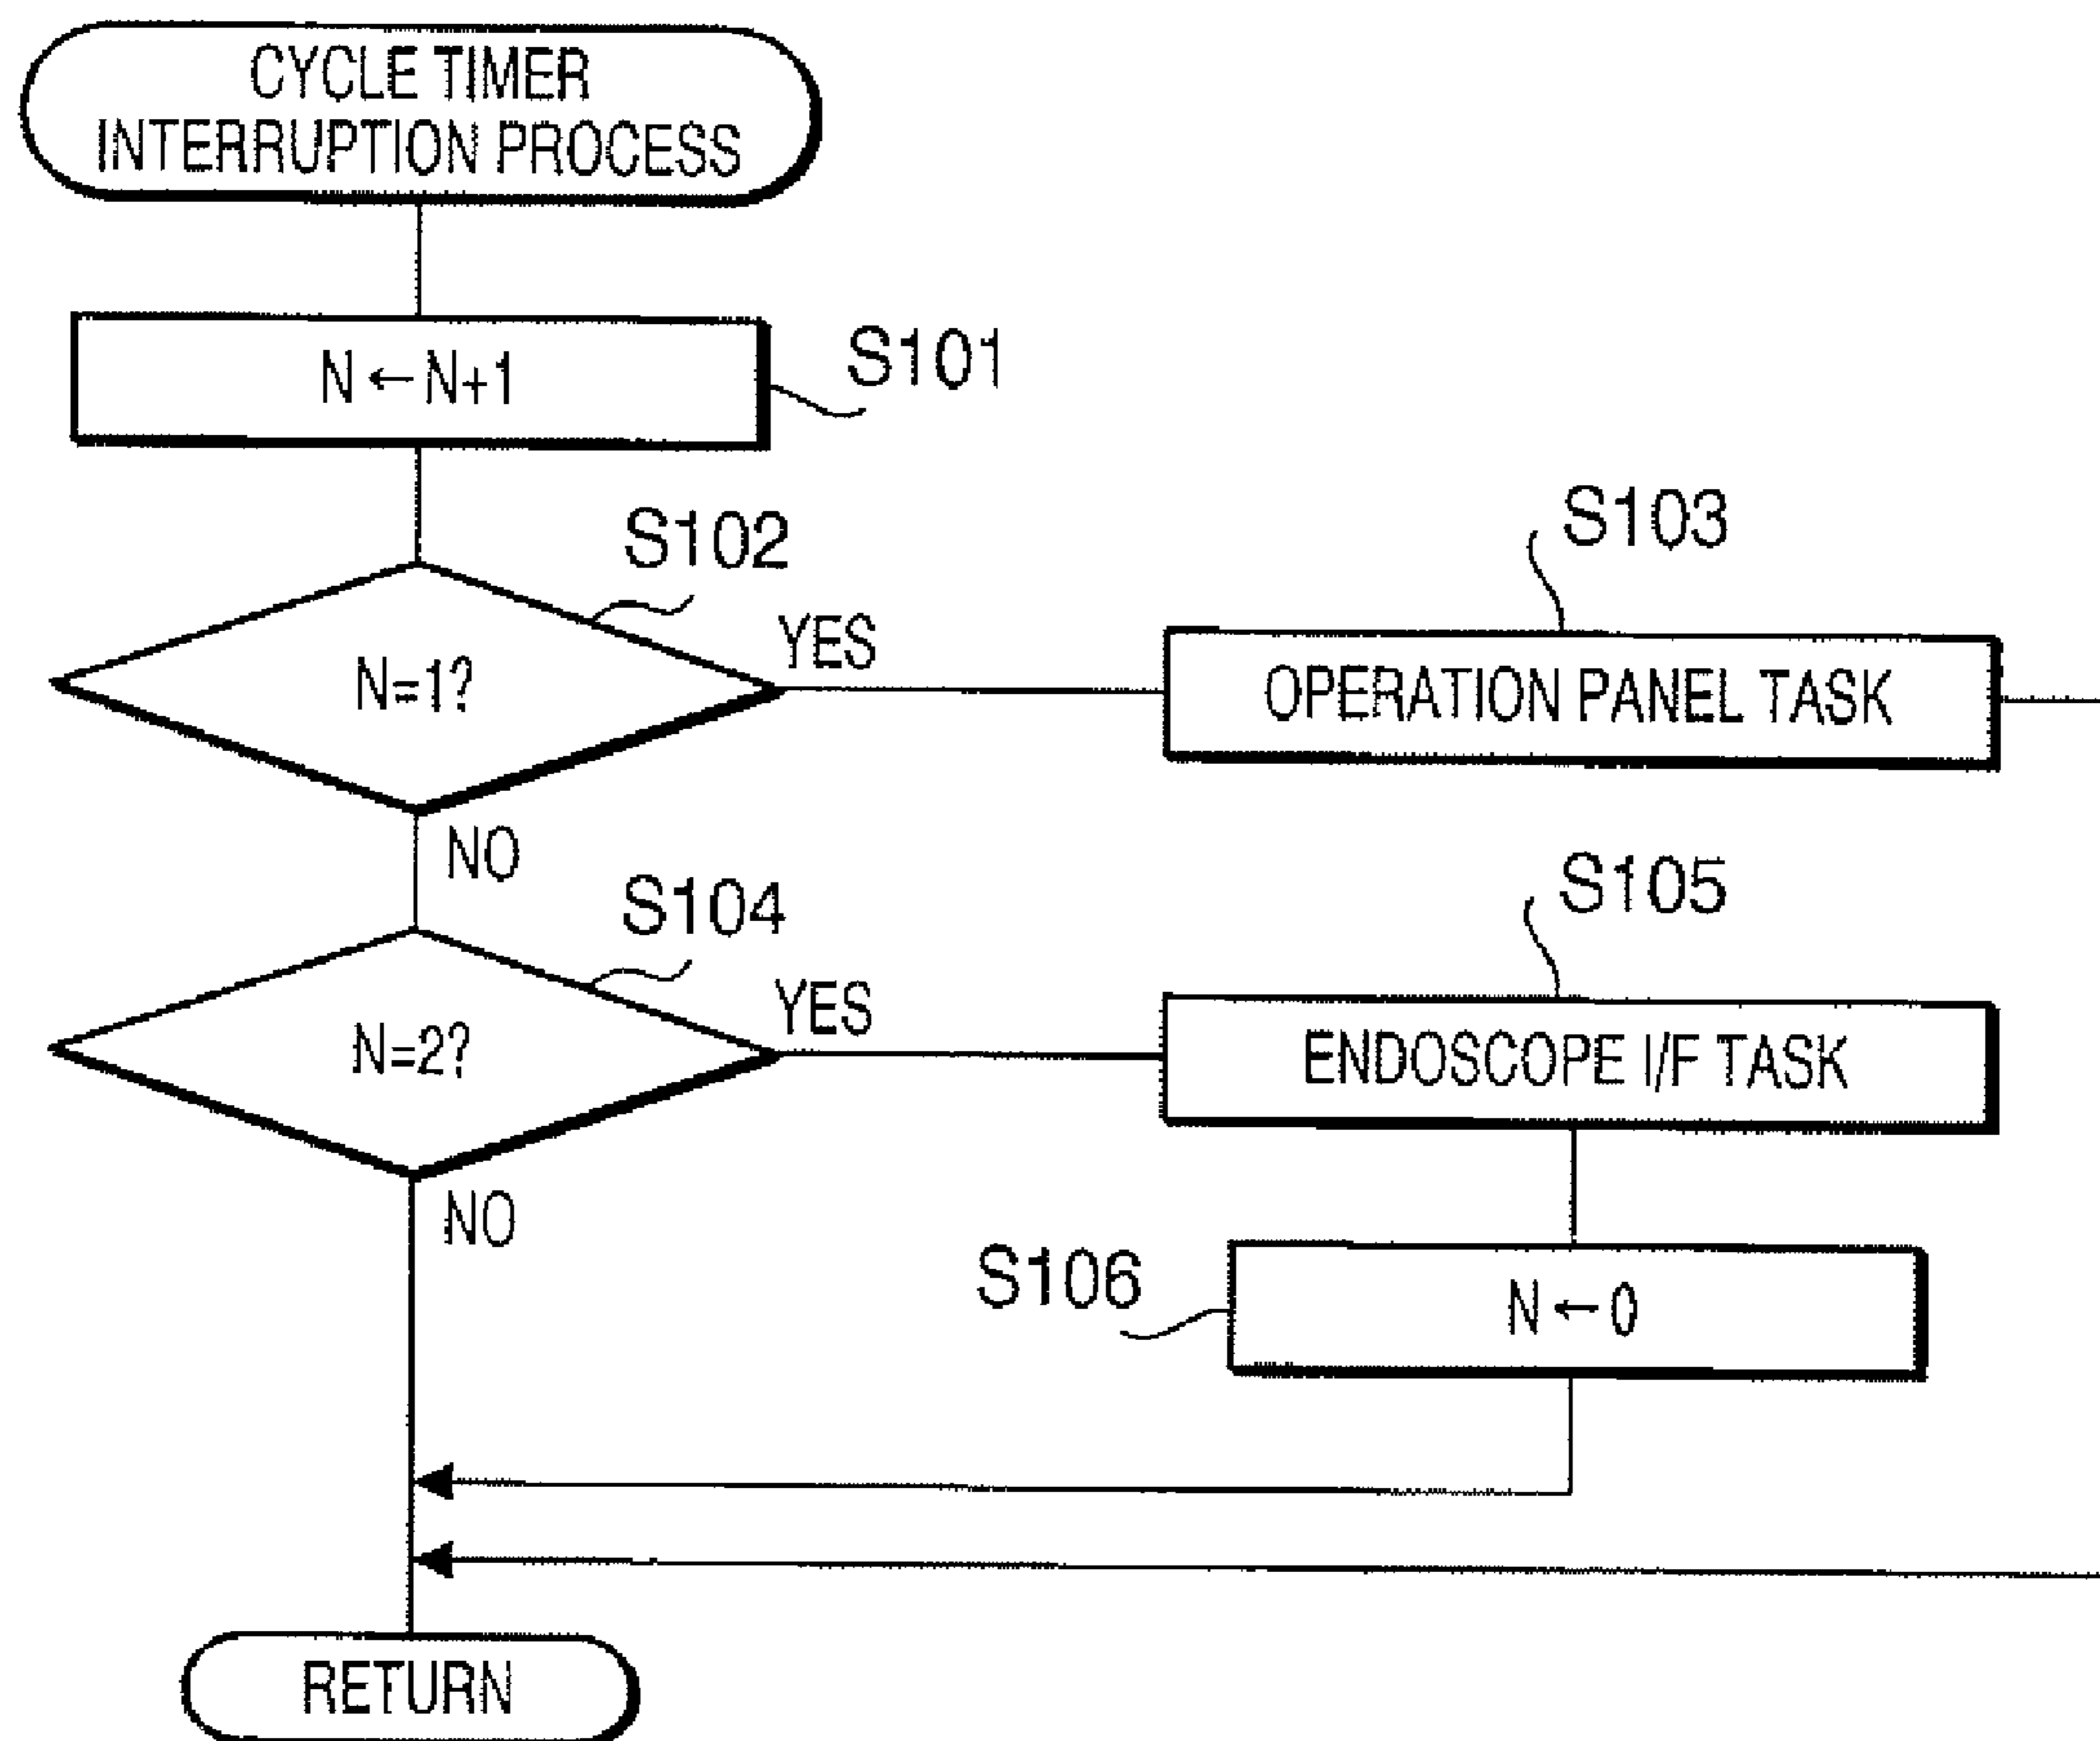 CYCLE TIMER
INTERRUPTION PROCESS
N←N+1
S101
S102
N=1?
YES
NO
S103
OPERATION PANEL TASK
S104
N=2?
YES
NO
S105
ENDOSCOPE I/F TASK
S106
N←0
RETURN